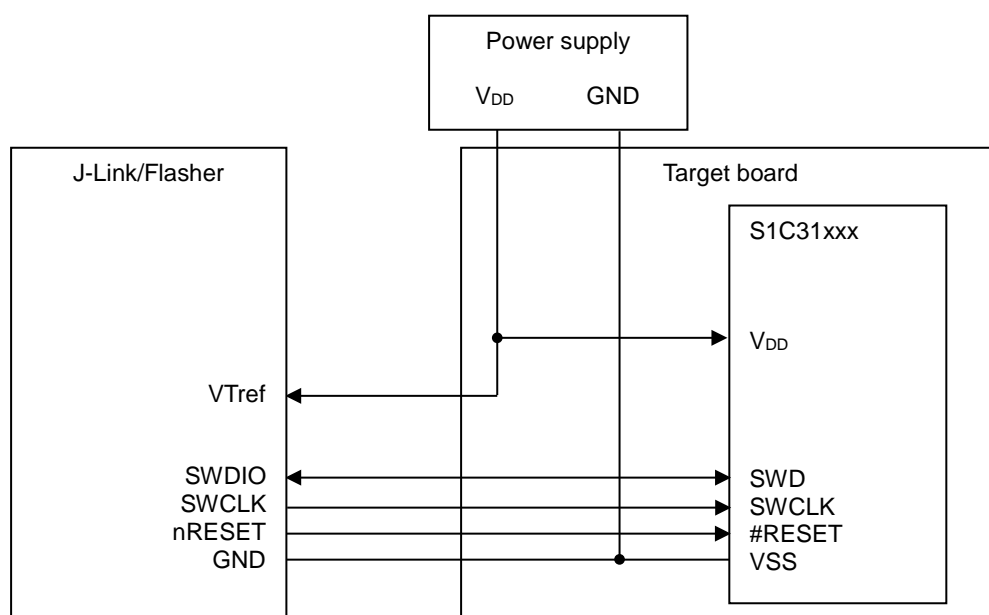 Power supply
VDD GND
J-Link/Flasher
Target board
S1C31xxx
VDD
VTref
SWDIO
SWCLK
nRESET
GND
SWD
SWCLK
#RESET
VSS